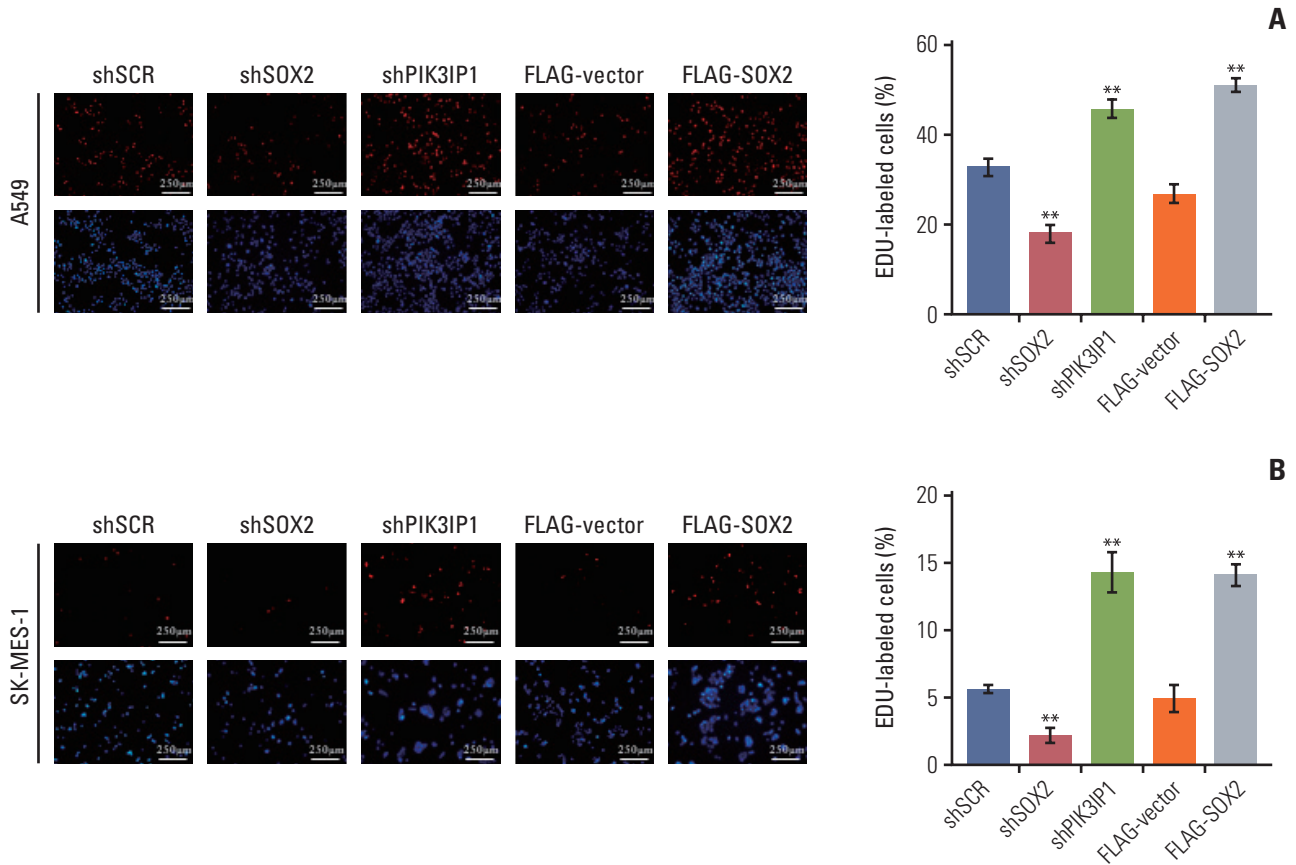 A
shSCR shSOX2 shPIK3IP1 FLAG-vector FLAG-SOX2
A549
250μm 250μm 250μm 250μm 250μm
250μm 250μm 250μm 250μm 250μm
EDU-labeled cells (%)
60
40
20
0
** ** **
shSCR shSOX2 shPIK3IP1 FLAG-vector FLAG-SOX2
B
shSCR shSOX2 shPIK3IP1 FLAG-vector FLAG-SOX2
SK-MES-1
250μm 250μm 250μm 250μm 250μm
250μm 250μm 250μm 250μm 250μm
EDU-labeled cells (%)
20
15
10
5
0
** ** **
shSCR shSOX2 shPIK3IP1 FLAG-vector FLAG-SOX2